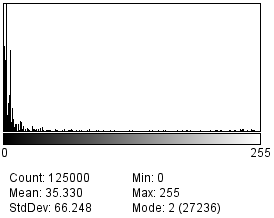 0 255
Count: 125000 Min: 0
Mean: 35.330 Max: 255
StdDev: 66.248 Mode: 2 (27236)